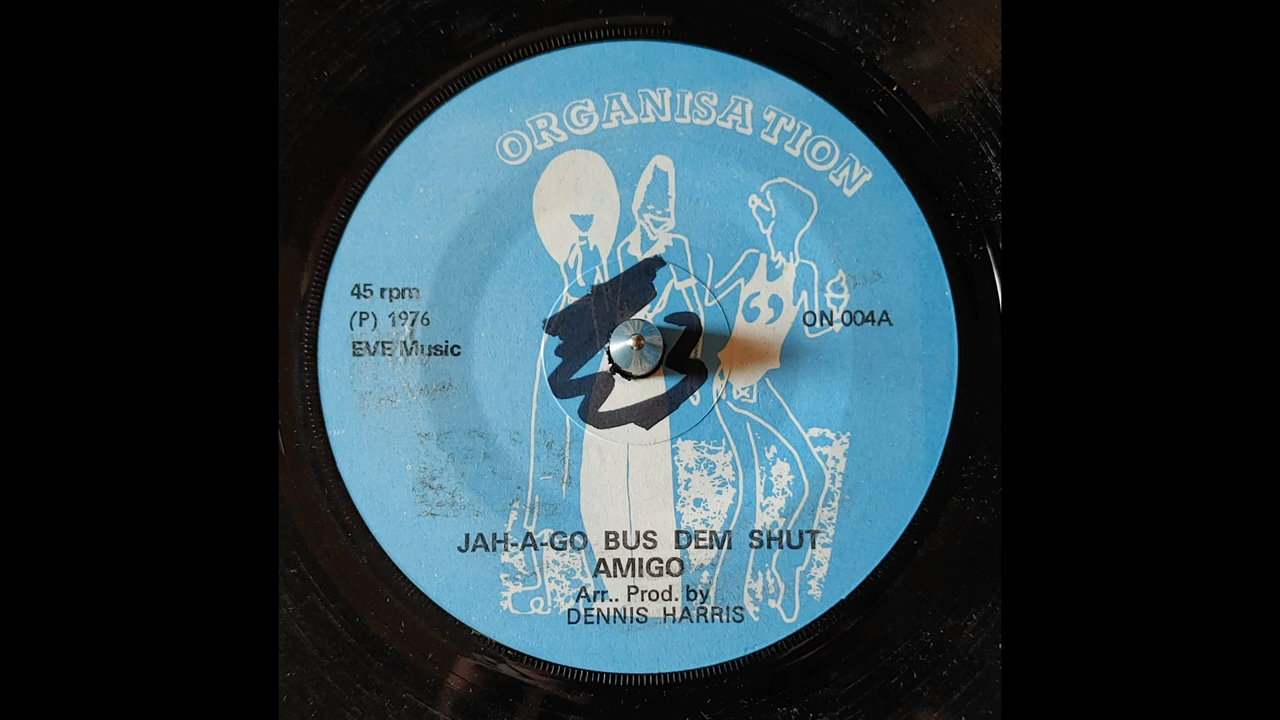 ORGANISATION
45 rpm
(P) 1976
EVE Music
ON 004A
JAH-A-GO BUS DEM SHUT
AMIGO
Arr.. Prod. by
DENNIS HARRIS